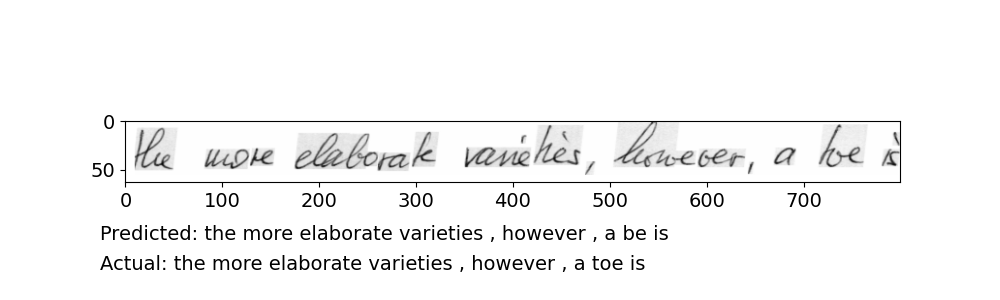 the more elaborate varieties, however, a toe is
0
50
0 100 200 300 400 500 600 700
Predicted: the more elaborate varieties , however , a be is
Actual: the more elaborate varieties , however , a toe is